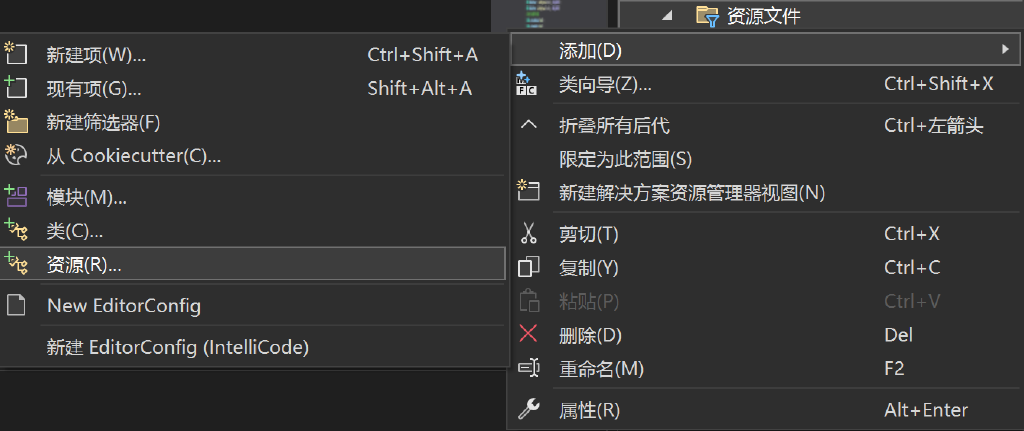 资源文件
新建项(W)... Ctrl+Shift+A
现有项(G)... Shift+Alt+A
新建筛选器(F)
从 Cookiecutter(C)...
模块(M)...
类(C)...
资源(R)...
New EditorConfig
新建 EditorConfig (IntelliCode)
添加(D)
类向导(Z)... Ctrl+Shift+X
折叠所有后代 Ctrl+左箭头
限定为此范围(S)
新建解决方案资源管理器视图(N)
剪切(T) Ctrl+X
复制(Y) Ctrl+C
粘贴(P) Ctrl+V
删除(D) Del
重命名(M) F2
属性(R) Alt+Enter